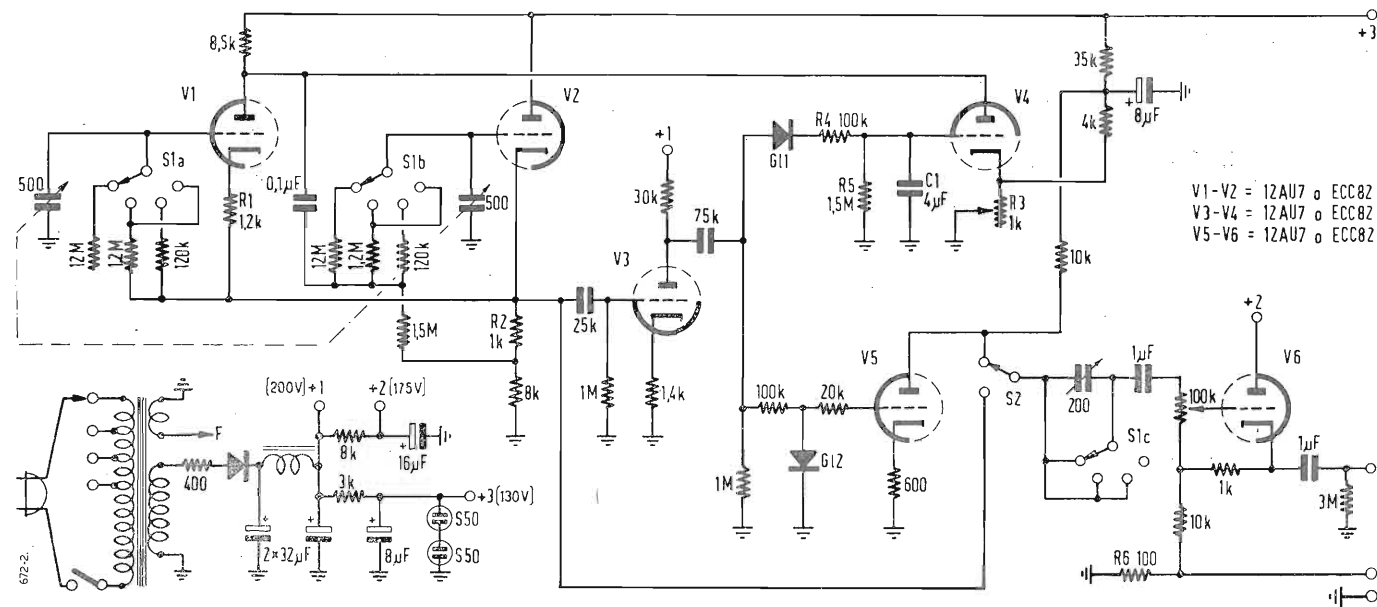 8,5k
V1
V2
V4
V3
V5
V6
500
S1a
S1b
S1c
S2
0,1µF
R1
1,2k
12M
1,2M
120k
12M
1,2M
120k
500
1,5M
R2
1k
8k
25k
1M
1,4k
+1
30k
75k
Gl1
R4 100k
R5
1,5M
C1
4µF
R3
1k
35k
4k
+
8µF
+3
10k
V1-V2 = 12AU7 o ECC82
V3-V4 = 12AU7 o ECC82
V5-V6 = 12AU7 o ECC82
100k
20k
Gl2
1M
600
200
1µF
+2
100k
1k
1µF
3M
10k
R6 100
F
400
+
2×32µF
+
(200V)+1
+2(175V)
8k
+
16µF
3k
+3(130V)
+
8µF
S50
S50
672-2